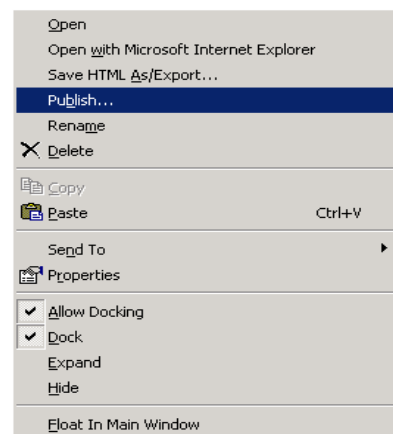 Open
Open with Microsoft Internet Explorer
Save HTML As/Export...
Publish...
Rename
Delete
Copy
Paste Ctrl+V
Send To
Properties
Allow Docking
Dock
Expand
Hide
Float In Main Window